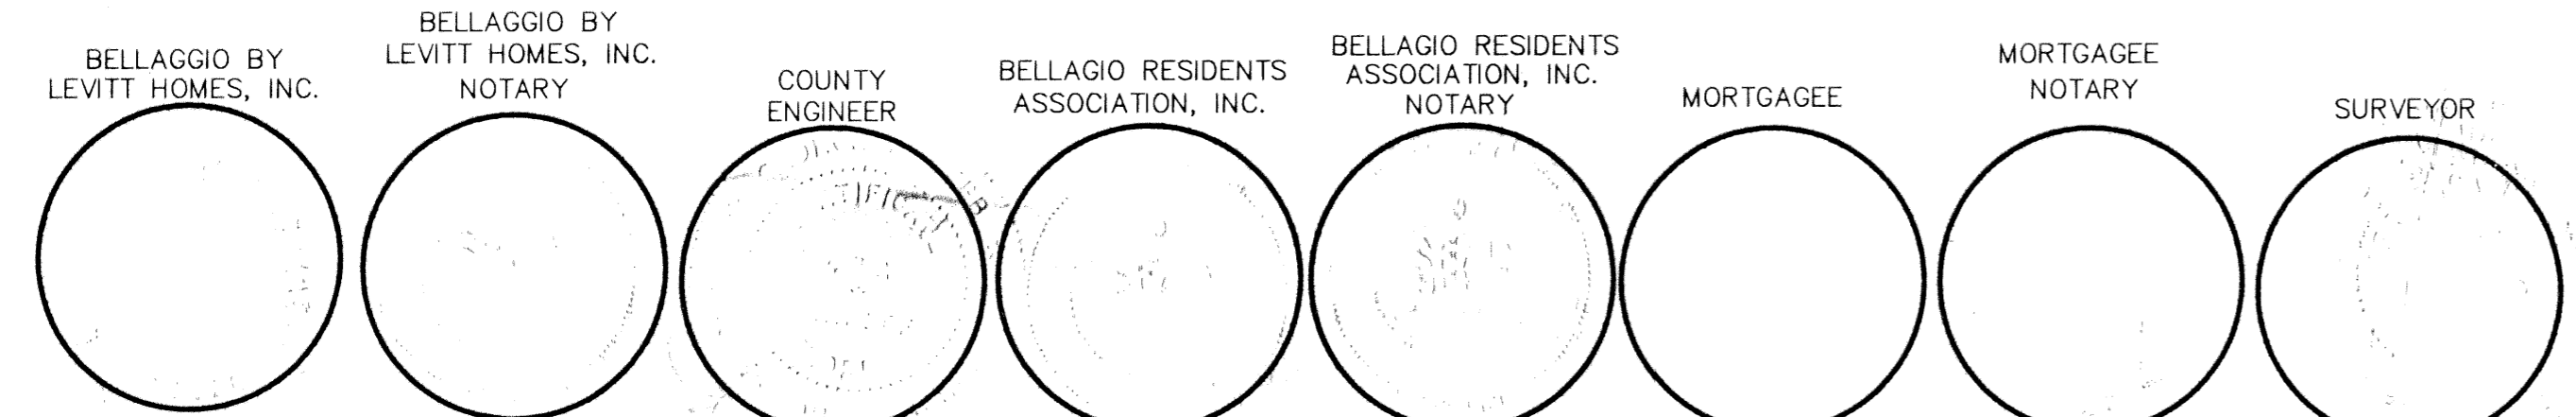 BELLAGGIO BY
LEVITT HOMES, INC.
BELLAGGIO BY
LEVITT HOMES, INC.
NOTARY
COUNTY
ENGINEER
BELLAGIO RESIDENTS
ASSOCIATION, INC.
BELLAGIO RESIDENTS
ASSOCIATION, INC.
NOTARY
MORTGAGEE
MORTGAGEE
NOTARY
SURVEYOR